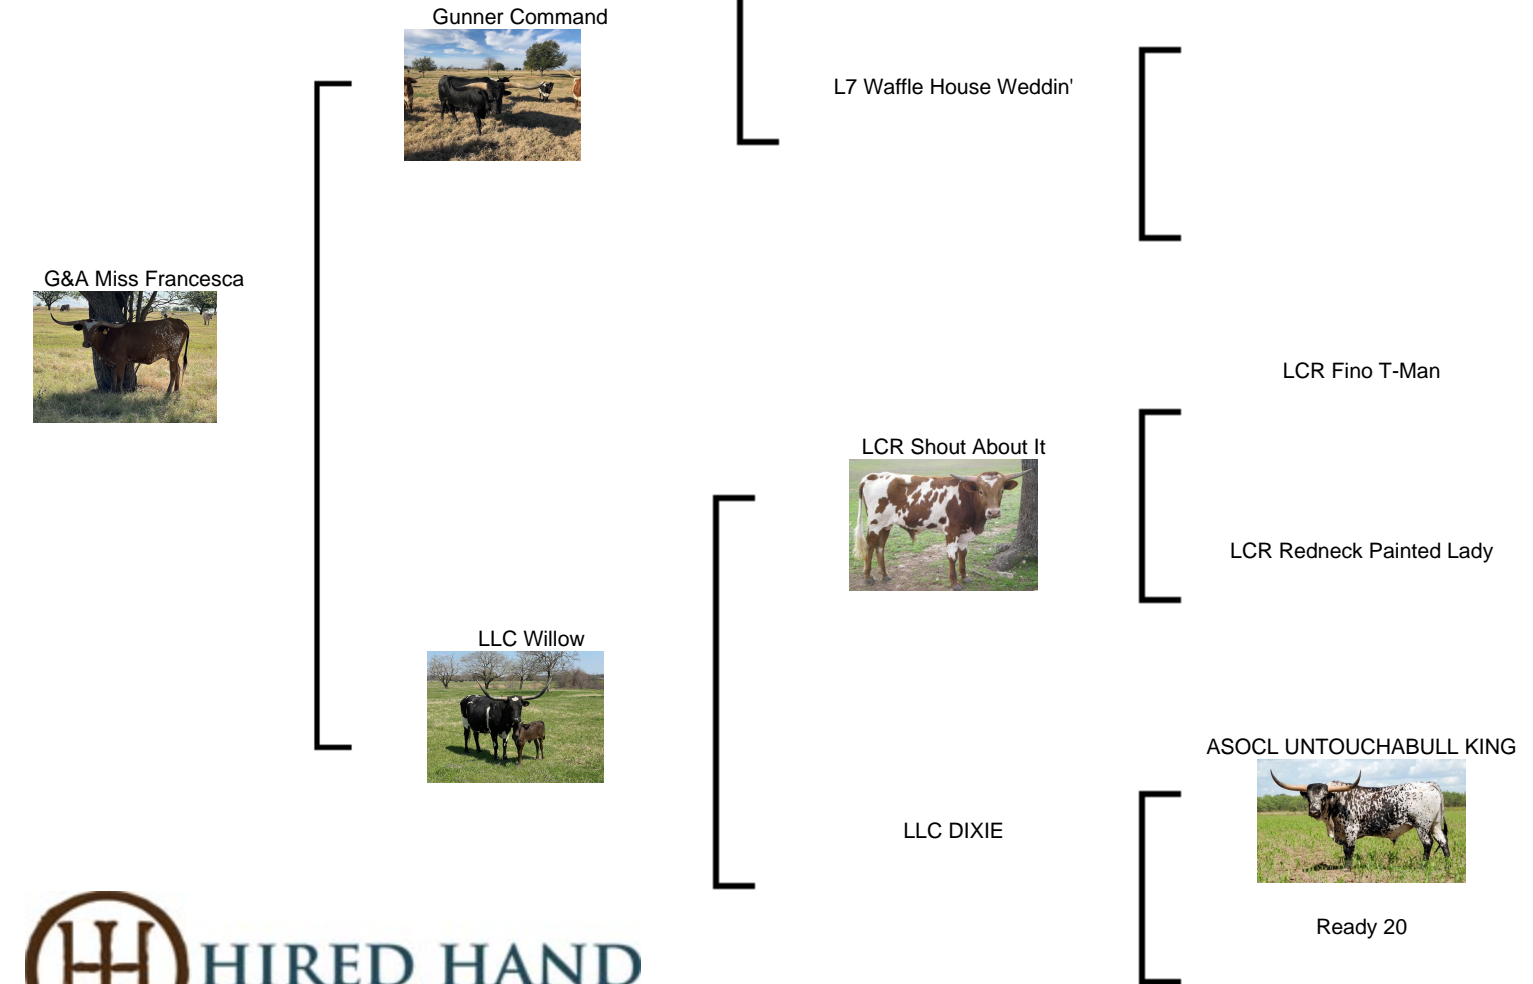 Gunner Command
L7 Waffle House Weddin'
G&A Miss Francesca
LCR Fino T-Man
LCR Shout About It
LCR Redneck Painted Lady
LLC Willow
ASOCL UNTOUCHABULL KING
LLC DIXIE
Ready 20
HIRED HAND